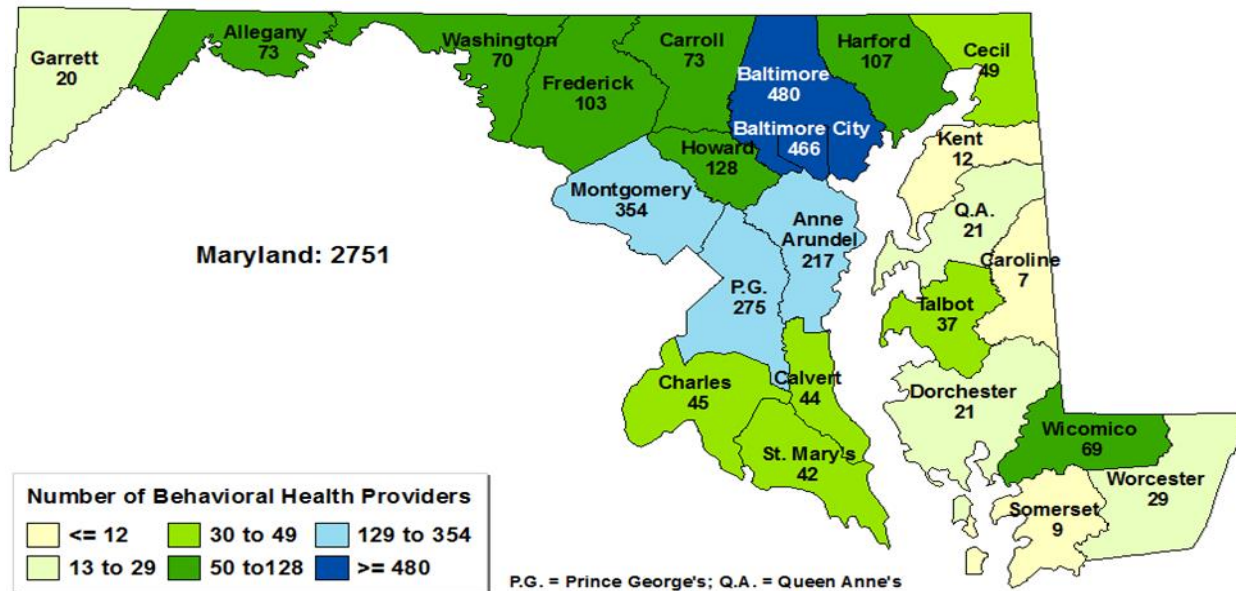 Garrett
20
Allegany
73
Washington
70
Frederick
103
Carroll
73
Baltimore
480
Baltimore City
466
Harford
107
Cecil
49
Kent
12
Howard
128
Montgomery
354
Anne
Arundel
217
Q.A.
21
Caroline
7
Maryland: 2751
P.G.
275
Talbot
37
Charles
45
Calvert
44
Dorchester
21
Wicomico
69
St. Mary's
42
Worcester
29
Somerset
9
Number of Behavioral Health Providers
<= 12
30 to 49
129 to 354
13 to 29
50 to128
>= 480
P.G. = Prince George's; Q.A. = Queen Anne's